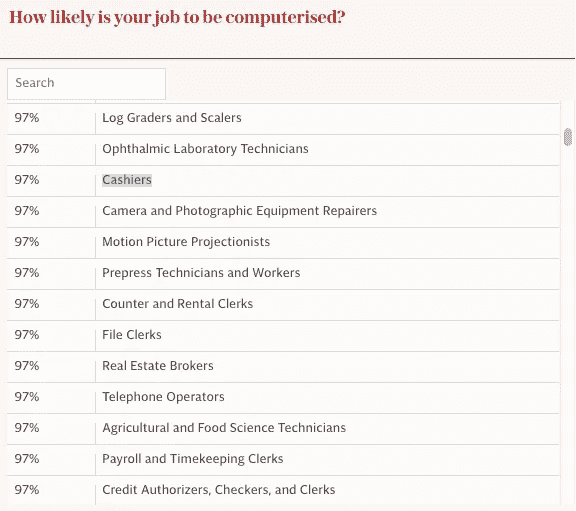 How likely is your job to be computerised?
Search
97% Log Graders and Scalers
97% Ophthalmic Laboratory Technicians
97% Cashiers
97% Camera and Photographic Equipment Repairers
97% Motion Picture Projectionists
97% Prepress Technicians and Workers
97% Counter and Rental Clerks
97% File Clerks
97% Real Estate Brokers
97% Telephone Operators
97% Agricultural and Food Science Technicians
97% Payroll and Timekeeping Clerks
97% Credit Authorizers, Checkers, and Clerks